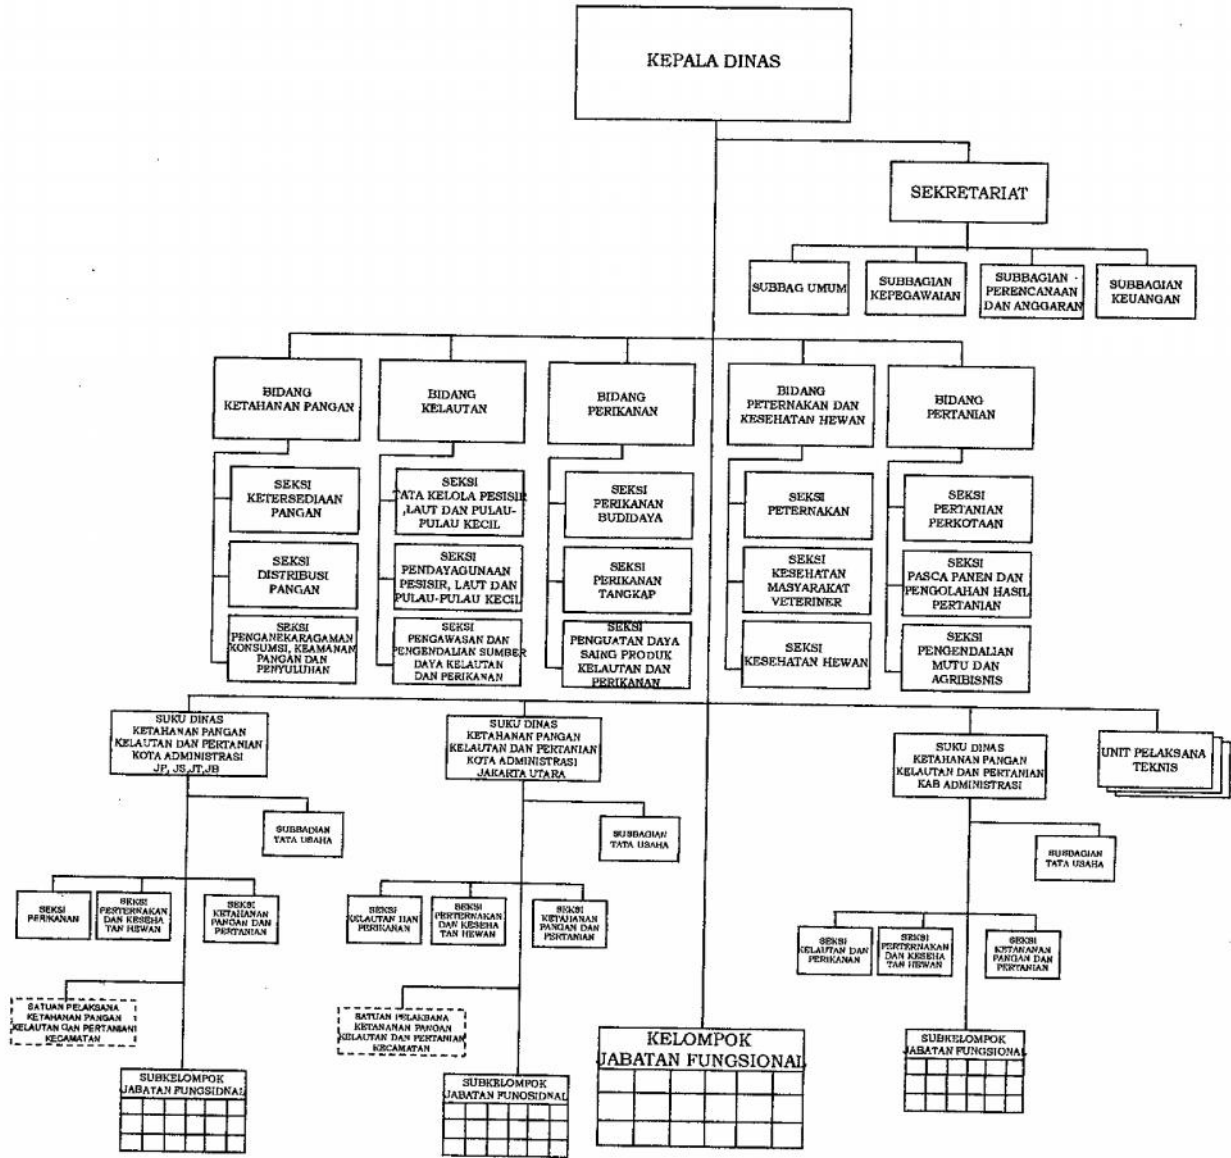 KEPALA DINAS
SEKRETARIAT
SUBBAG UMUM
SUBBAGIAN
KEPEGAWAIAN
SUBBAGIAN
PERENCANAAN
DAN ANGGARAN
SUBBAGIAN
KEUANGAN
BIDANG
KETAHANAN PANGAN
BIDANG
KELAUTAN
BIDANG
PERIKANAN
BIDANG
PETERNAKAN DAN
KESEHATAN HEWAN
BIDANG
PERTANIAN
SEKSI
KETERSEDIAAN
PANGAN
SEKSI
TATA KELOLA PESISIR
,LAUT DAN PULAU-
PULAU KECIL
SEKSI
PERIKANAN
BUDIDAYA
SEKSI
PETERNAKAN
SEKSI
PERTANIAN
PERKOTAAN
SEKSI
DISTRIBUSI
PANGAN
SEKSI
PENDAYAGUNAAN
PESISIR, LAUT DAN
PULAU-PULAU KECIL
SEKSI
PERIKANAN
TANGKAP
SEKSI
KESEHATAN
MASYARAKAT
VETERINER
SEKSI
PASCA PANEN DAN
PENGOLAHAN HASIL
PERTANIAN
SEKSI
PENGANEKARAGAMAN
KONSUMSI, KEAMANAN
PANGAN DAN
PENYULUHAN
SEKSI
PENGAWASAN DAN
PENGENDALIAN SUMBER
DAYA KELAUTAN
DAN PERIKANAN
SEKSI
PENGUATAN DAYA
SAING PRODUK
KELAUTAN DAN
PERIKANAN
SEKSI
KESEHATAN HEWAN
SEKSI
PENGENDALIAN
MUTU DAN
AGRIBISNIS
SUKU DINAS
KETAHANAN PANGAN
KELAUTAN DAN PERTANIAN
KOTA ADMINISTRASI
JP, JS,JT,JB
SUKU DINAS
KETAHANAN PANGAN
KELAUTAN DAN PERTANIAN
KOTA ADMINISTRASI
JAKARTA UTARA
SUKU DINAS
KETAHANAN PANGAN
KELAUTAN DAN PERTANIAN
KAB ADMINISTRASI
UNIT PELAKSANA
TEKNIS
SUBBAGIAN
TATA USAHA
SUBBAGIAN
TATA USAHA
SUBBAGIAN
TATA USAHA
SEKSI
PERIKANAN
SEKSI
PERTERNAKAN
DAN KESEHA
TAN HEWAN
SEKSI
KETAHANAN
PANGAN DAN
PERTANIAN
SEKSI
KELAUTAN DAN
PERIKANAN
SEKSI
PERTERNAKAN
DAN KESEHA
TAN HEWAN
SEKSI
KETAHANAN
PANGAN DAN
PERTANIAN
SEKSI
KELAUTAN DAN
PERIKANAN
SEKSI
PERTERNAKAN
DAN KESEHA
TAN HEWAN
SEKSI
KETAHANAN
PANGAN DAN
PERTANIAN
SATUAN PELAKSANA
KETAHANAN PANGAN
KELAUTAN DAN PERTANIAN
KECAMATAN
SATUAN PELAKSANA
KETAHANAN PANGAN
KELAUTAN DAN PERTANIAN
KECAMATAN
KELOMPOK
JABATAN FUNGSIONAL
SUBKELOMPOK
JABATAN FUNGSIONAL
SUBKELOMPOK
JABATAN FUNGSIONAL
SUBKELOMPOK
JABATAN FUNGSIONAL